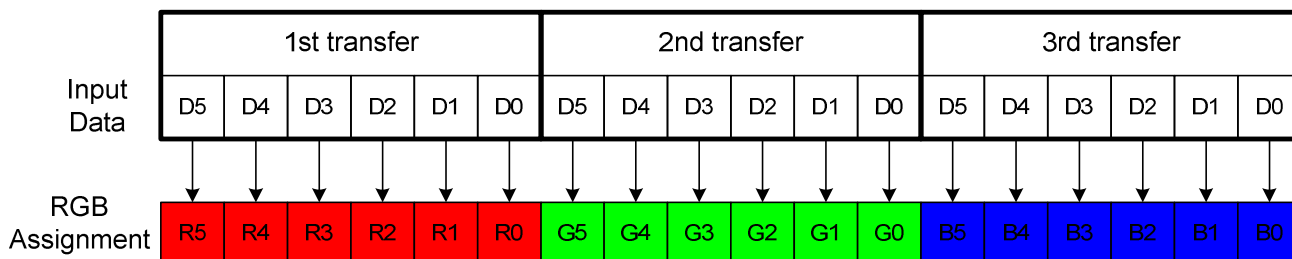 1st transfer 2nd transfer 3rd transfer
Input
Data
D5 D4 D3 D2 D1 D0 D5 D4 D3 D2 D1 D0 D5 D4 D3 D2 D1 D0
RGB
Assignment
R5 R4 R3 R2 R1 R0 G5 G4 G3 G2 G1 G0 B5 B4 B3 B2 B1 B0